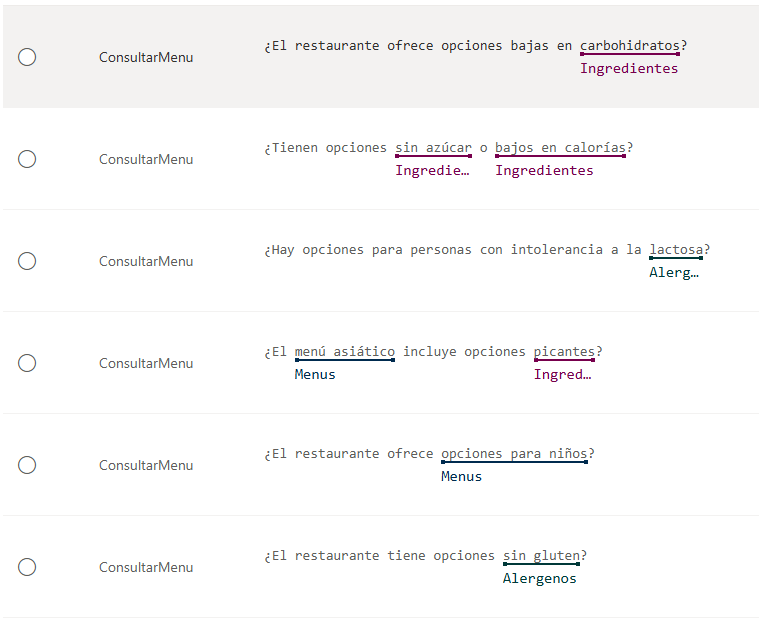 ConsultarMenu
¿El restaurante ofrece opciones bajas en carbohidratos?
Ingredientes
ConsultarMenu
¿Tienen opciones sin azúcar o bajos en calorías?
Ingredie… Ingredientes
ConsultarMenu
¿Hay opciones para personas con intolerancia a la lactosa?
Alerg…
ConsultarMenu
¿El menú asiático incluye opciones picantes?
Menus Ingred…
ConsultarMenu
¿El restaurante ofrece opciones para niños?
Menus
ConsultarMenu
¿El restaurante tiene opciones sin gluten?
Alergenos